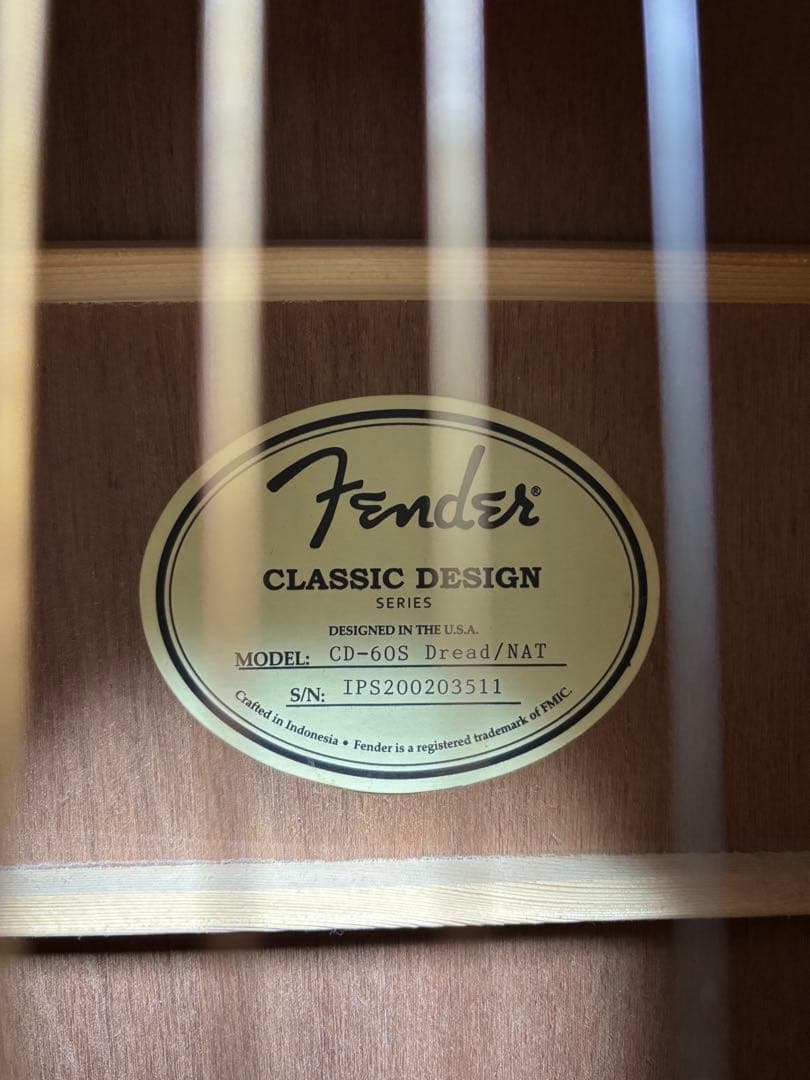 Fender®
CLASSIC DESIGN
SERIES
DESIGNED IN THE U.S.A.
MODEL: CD-60S Dread/NAT
S/N: IPS200203511
Crafted in Indonesia • Fender is a registered trademark of FMIC.